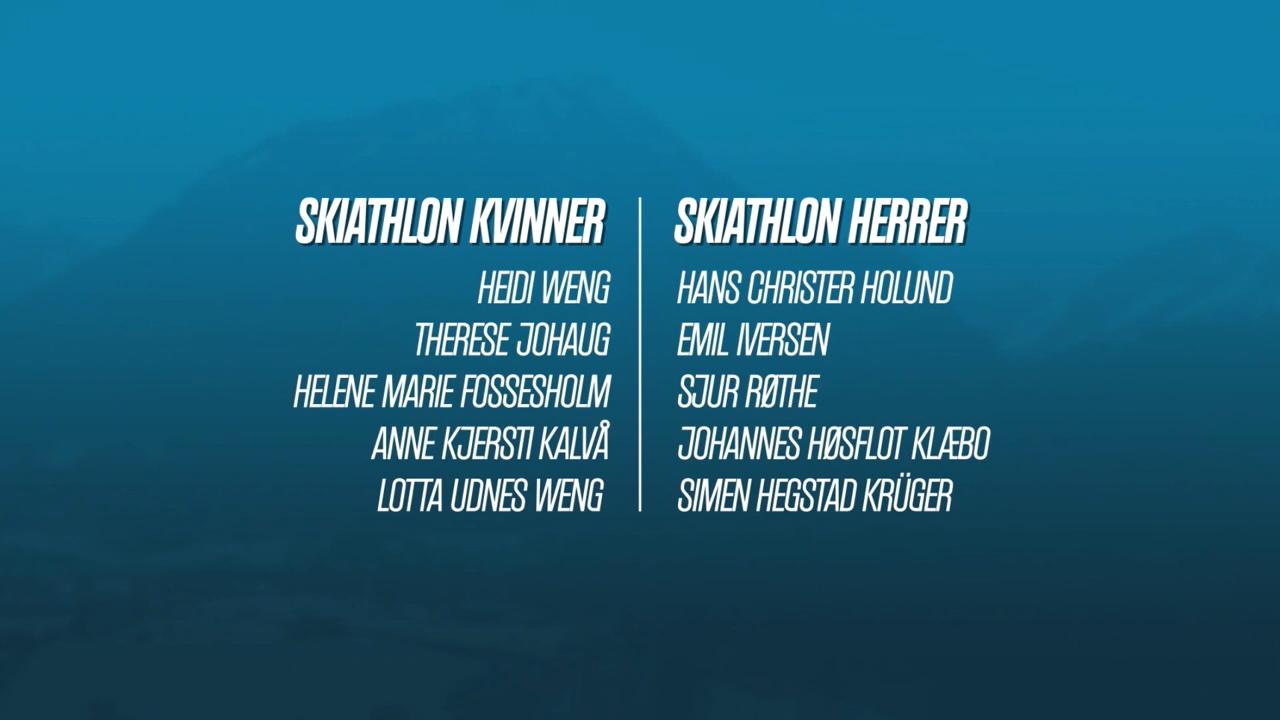 SKIATHLON KVINNER
HEIDI WENG
THERESE JOHAUG
HELENE MARIE FOSSESHOLM
ANNE KJERSTI KALVÅ
LOTTA UDNES WENG
SKIATHLON HERRER
HANS CHRISTER HOLUND
EMIL IVERSEN
SJUR RØTHE
JOHANNES HØSFLOT KLÆBO
SIMEN HEGSTAD KRÜGER